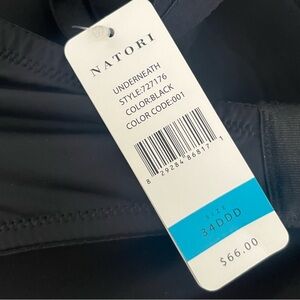 NATORI
UNDERNEATH
STYLE:727176
COLOR:BLACK
COLOR CODE:001
8 29284 86817 1
SIZE
34DDD
$66.00